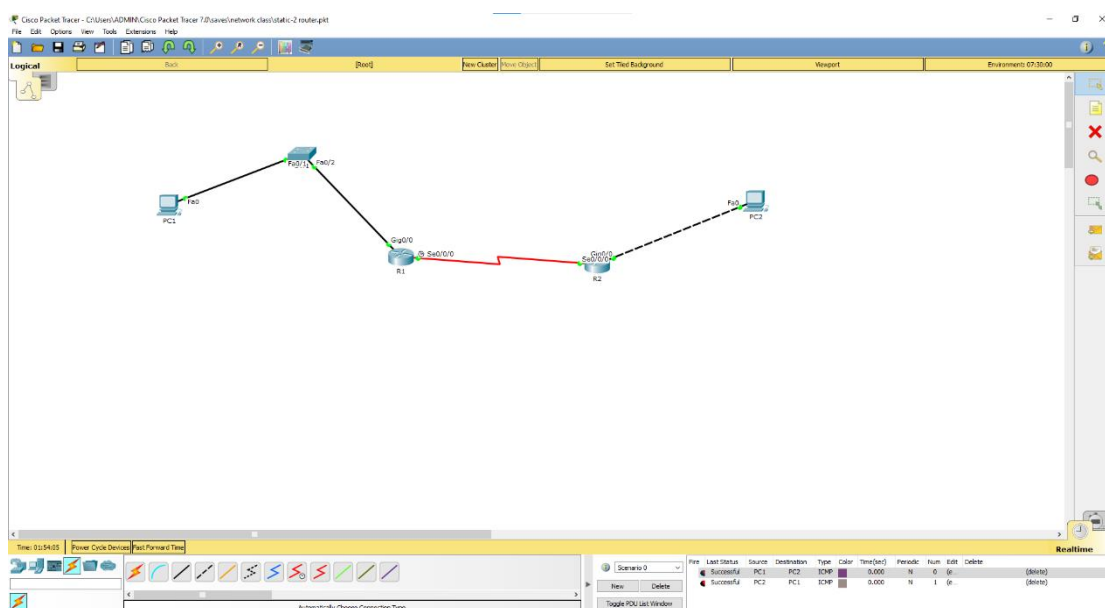 Cisco Packet Tracer - C:\Users\ADMIN\Cisco Packet Tracer 7.0\saves\network class\static-2 router.pkt
File Edit Options View Tools Extensions Help
Logical Back [Root] New Cluster Move Object Set Tiled Background Viewport Environment: 07:30:00
Fa0/1 Fa0/2
Fa0
PC1
Fa0
PC2
Gig0/0
Se0/0/0
R1
Gig0/0
Se0/0/0
R2
Time: 01:54:05 Power Cycle Devices Fast Forward Time Realtime
Scenario 0
New Delete
Toggle PDU List Window
Fire Last Status Source Destination Type Color Time(sec) Periodic Num Edit Delete
Successful PC1 PC2 ICMP 0.000 N 0 (e... (delete)
Successful PC2 PC1 ICMP 0.000 N 1 (e... (delete)
Automatically Choose Connection Type